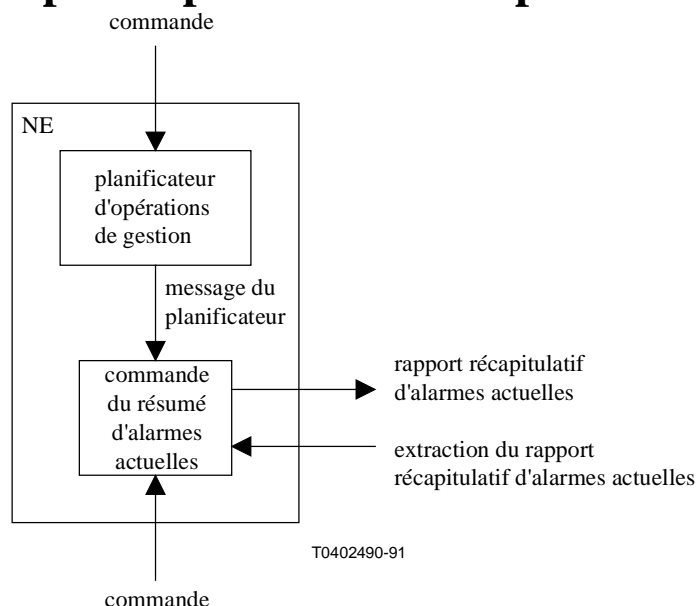 commande
NE
planificateur
d'opérations
de gestion
message du
planificateur
commande
du résumé
d'alarmes
actuelles
rapport récapitulatif
d'alarmes actuelles
extraction du rapport
récapitulatif d'alarmes actuelles
T0402490-91
commande